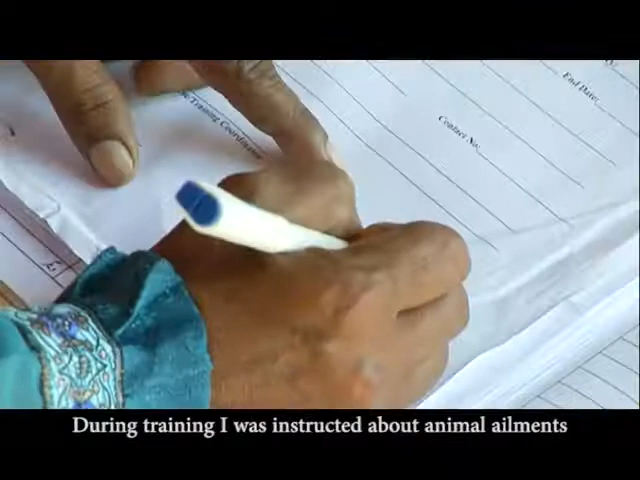 End Date:
Contact No:
Training Coordinator
During training I was instructed about animal ailments